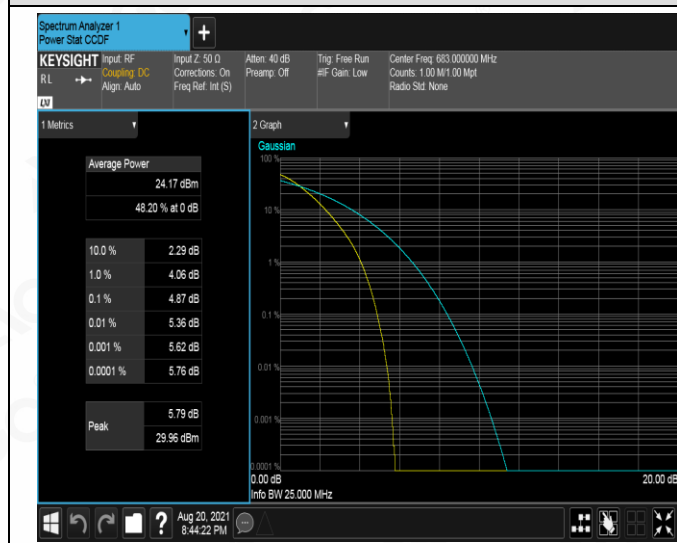 Spectrum Analyzer 1
Power Stat CCDF
+
KEYSIGHT Input: RF Input Z: 50 Ω Atten: 40 dB Trig: Free Run Center Freq: 683.000000 MHz
RL Coupling: DC Corrections: On Preamp: Off #IF Gain: Low Counts: 1.00 M/1.00 Mpt
Align: Auto Freq Ref: Int (S) Radio Std: None
LXI
1 Metrics
2 Graph
Average Power
24.17 dBm
48.20 % at 0 dB
10.0 % 2.29 dB
1.0 % 4.06 dB
0.1 % 4.87 dB
0.01 % 5.36 dB
0.001 % 5.62 dB
0.0001 % 5.76 dB
Peak 5.79 dB
29.96 dBm
Gaussian
100 %
10 %
1 %
0.1 %
0.01 %
0.001 %
0.0001 %
0.00 dB 20.00 dB
Info BW 25.000 MHz
? Aug 20, 2021
8:44:22 PM